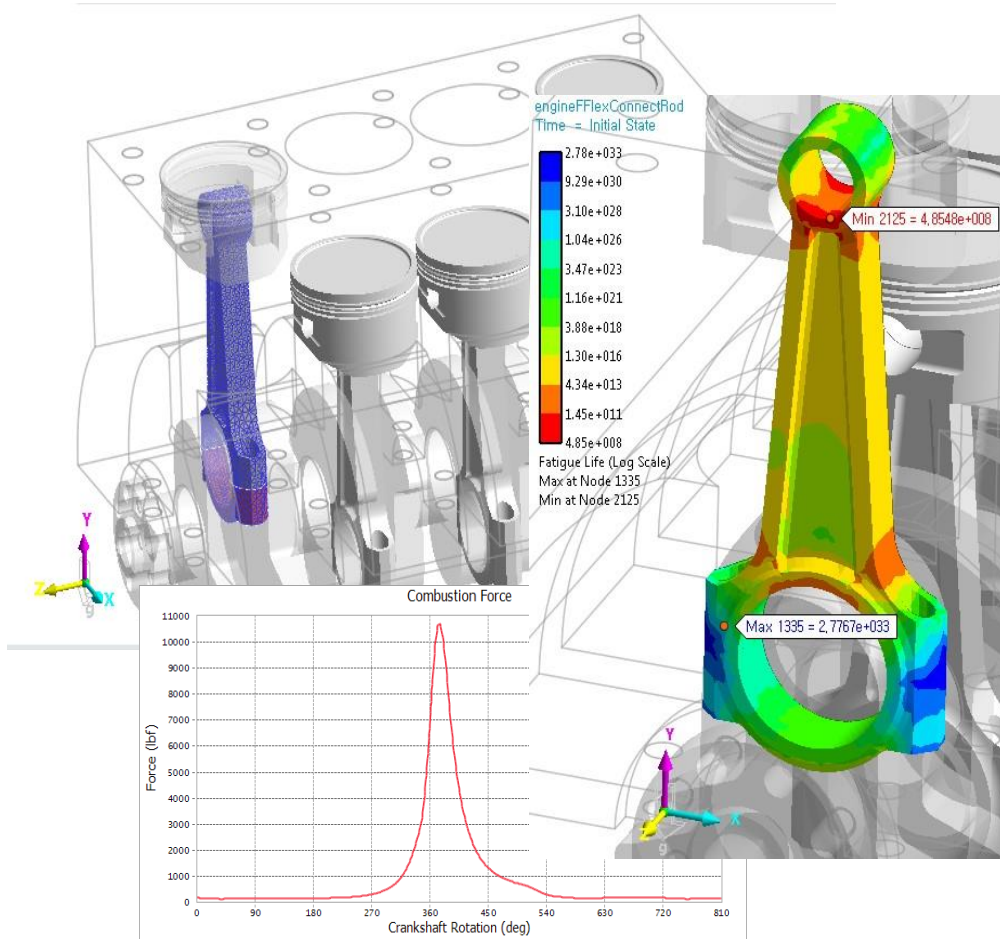 engineFFlexConnectRod
Time = Initial State
2.78e+033
9.29e+030
3.10e+028
1.04e+026
3.47e+023
1.16e+021
3.88e+018
1.30e+016
4.34e+013
1.45e+011
4.85e+008
Fatigue Life (Log Scale)
Max at Node 1335
Min at Node 2125
Min 2125 = 4,8548e+008
Max 1335 = 2,7767e+033
Y
X
Z
g
Y
Z
X
g
Combustion Force
Force (lbf)
11000
10000
9000
8000
7000
6000
5000
4000
3000
2000
1000
0
0 90 180 270 360 450 540 630 720 810
Crankshaft Rotation (deg)